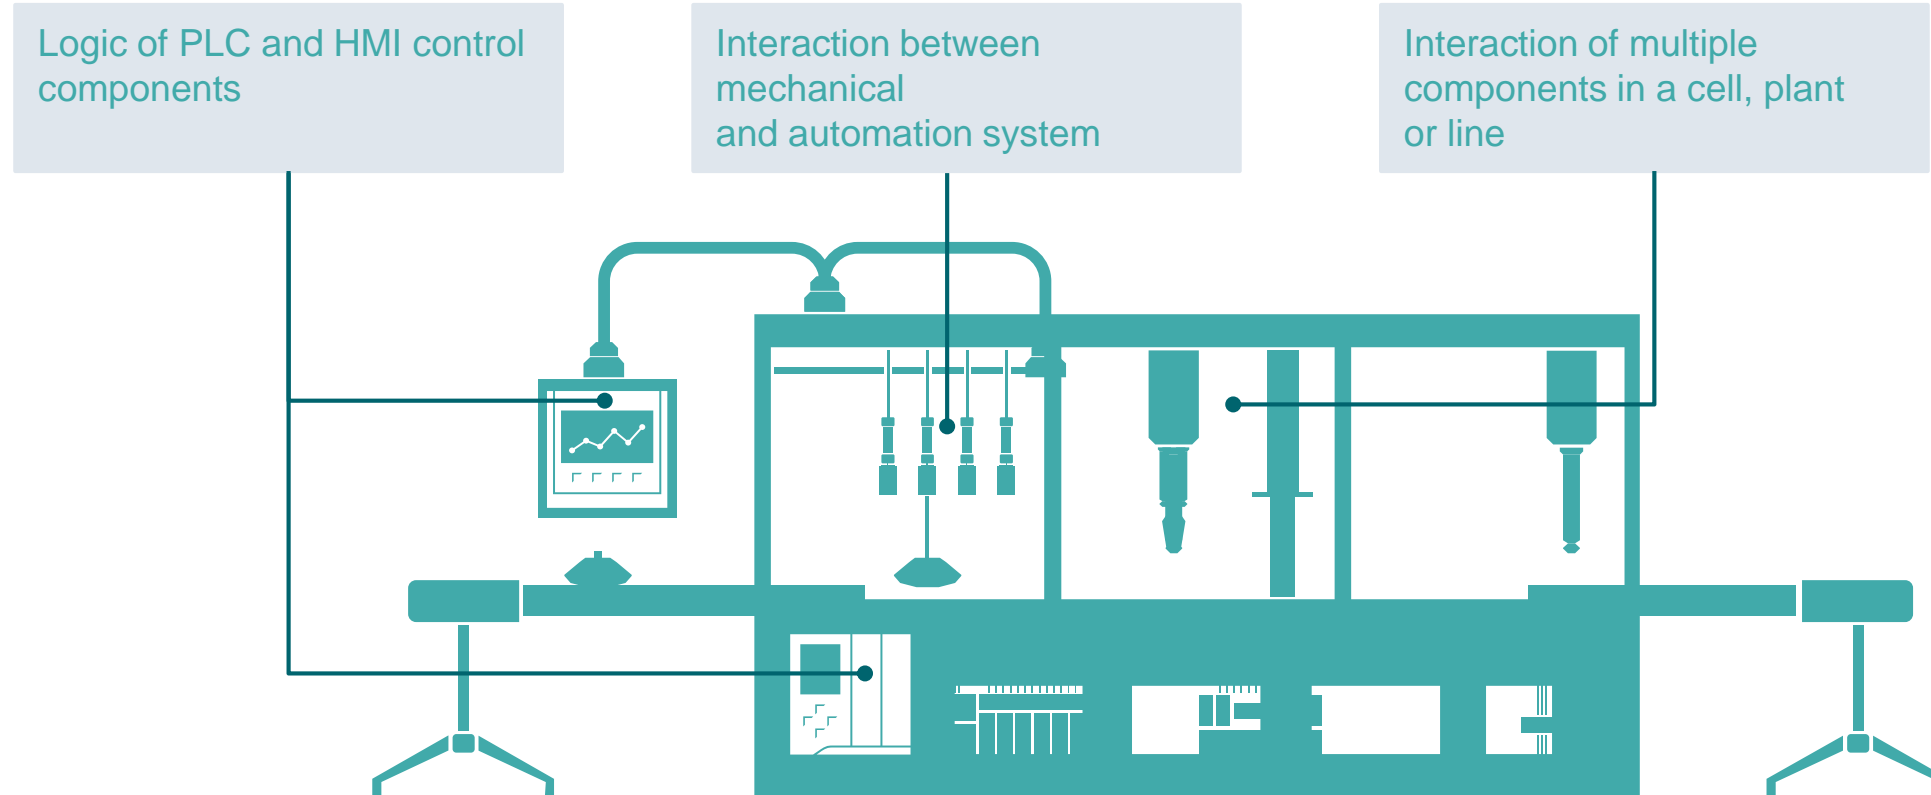 Logic of PLC and HMI control
components
Interaction between
mechanical
and automation system
Interaction of multiple
components in a cell, plant
or line